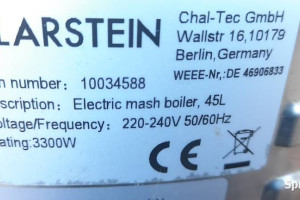 LARSTEIN
Chal-Tec GmbH
Wallstr 16,10179
Berlin,Germany
WEEE-Nr.:DE 46906833
n number: 10034588
scription: Electric mash boiler, 45L
oltage/Frequency: 220-240V 50/60Hz
ating:3300W
CE